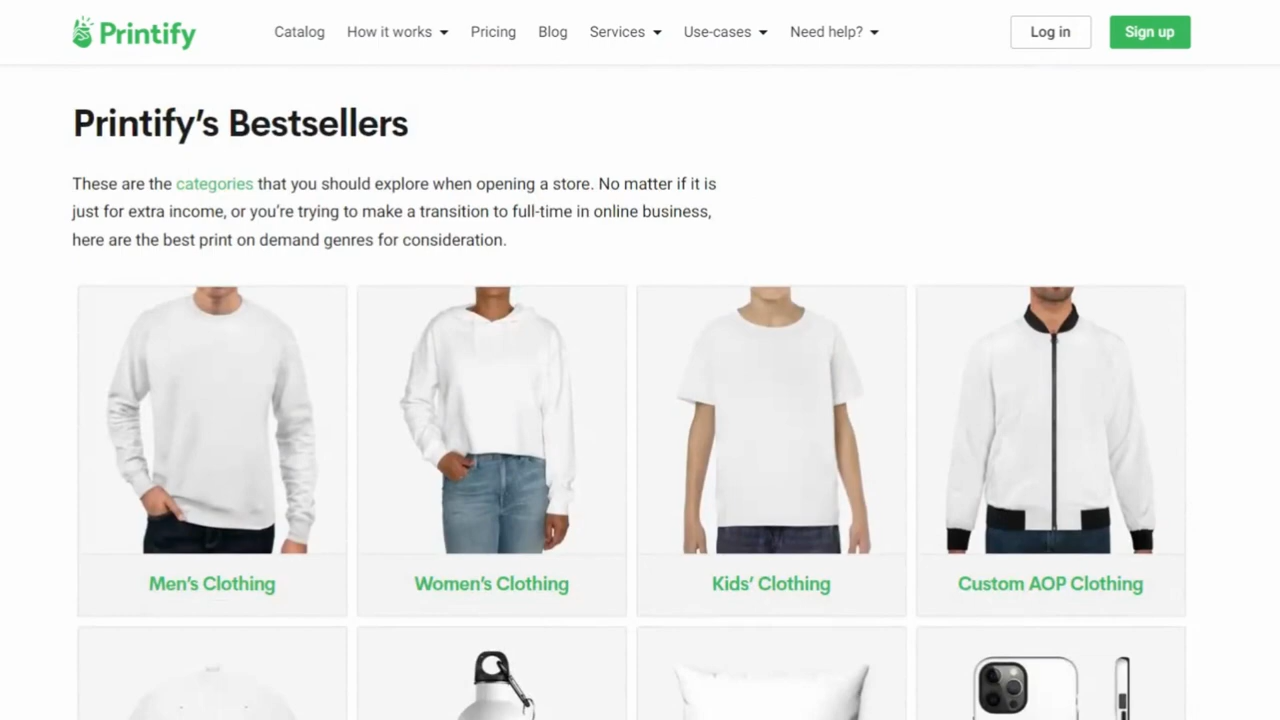 Printify
Catalog How it works Pricing Blog Services Use-cases Need help? Log in Sign up
Printify’s Bestsellers
These are the categories that you should explore when opening a store. No matter if it is
just for extra income, or you’re trying to make a transition to full-time in online business,
here are the best print on demand genres for consideration.
Men’s Clothing Women’s Clothing Kids’ Clothing Custom AOP Clothing